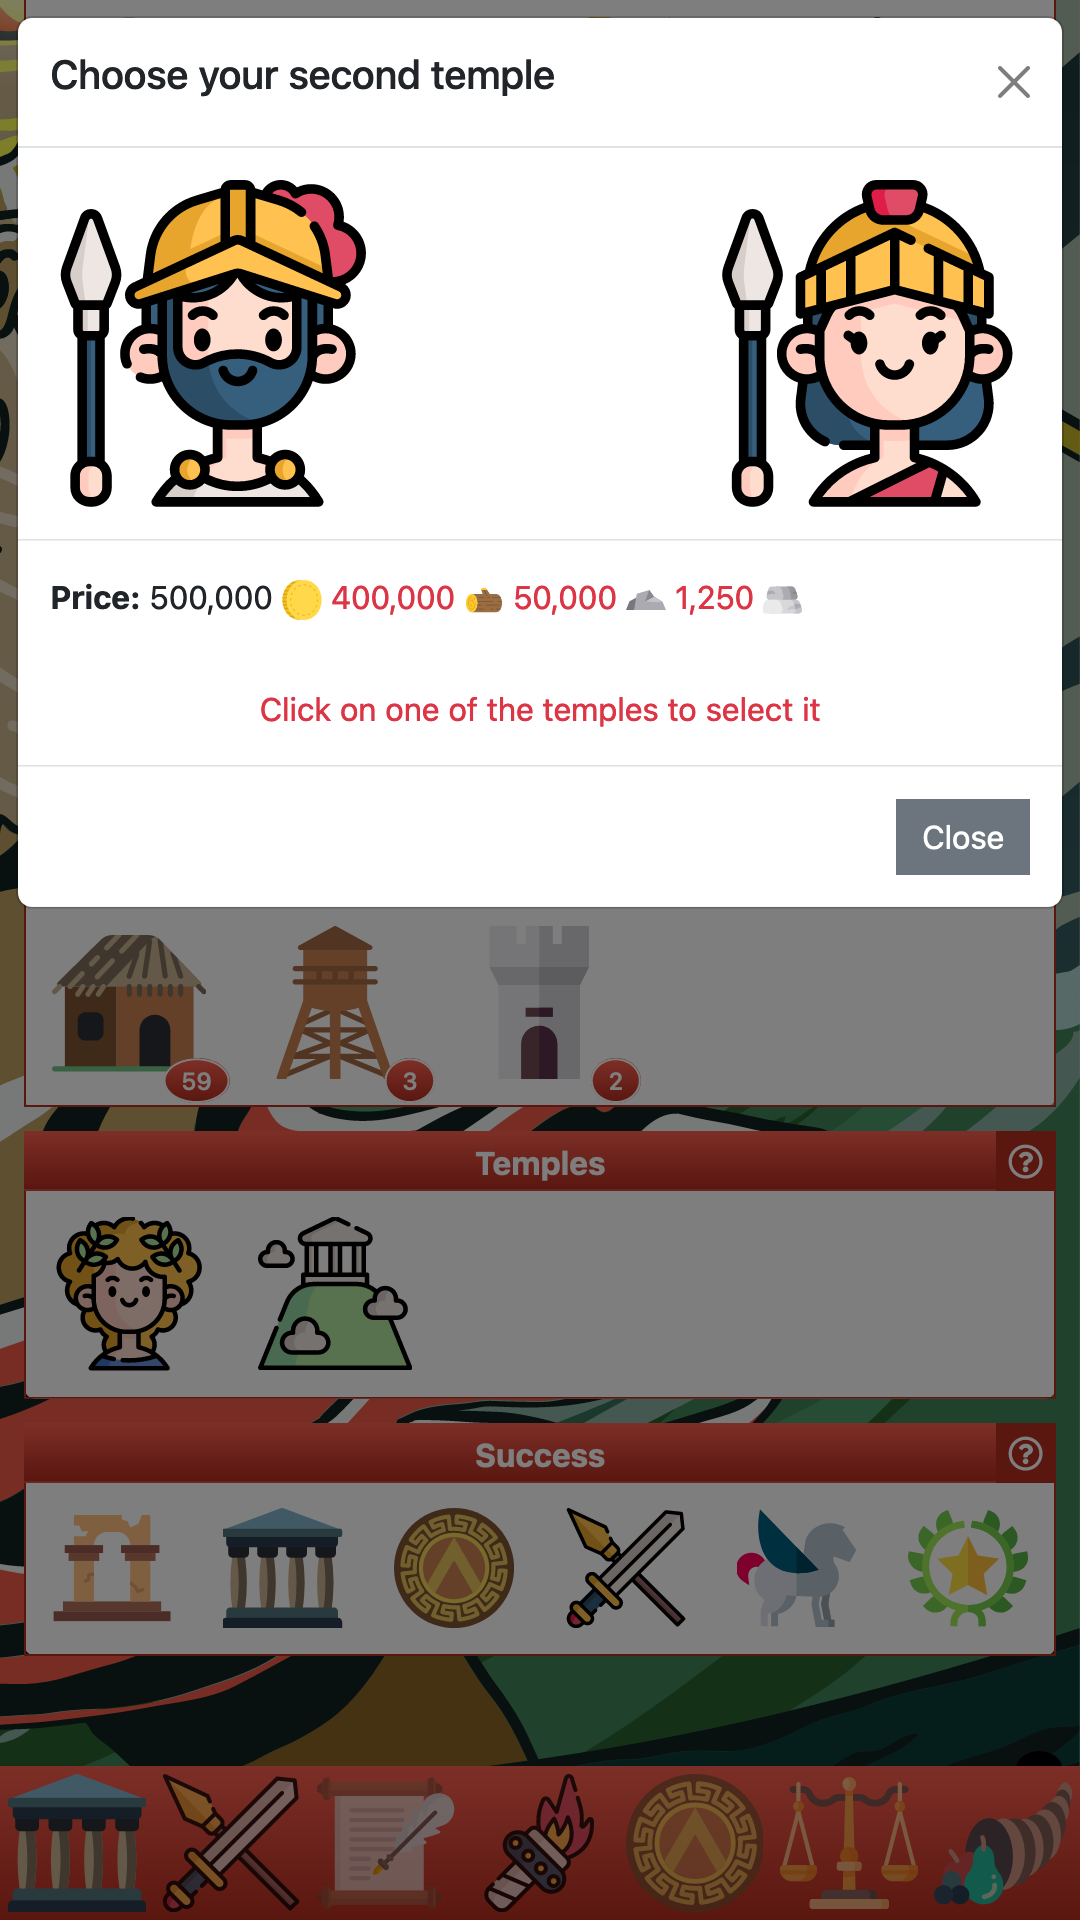 Choose your second temple
Price: 500,000 400,000 50,000 1,250
Click on one of the temples to select it
Close
59 3 2
Temples
?
Success
?